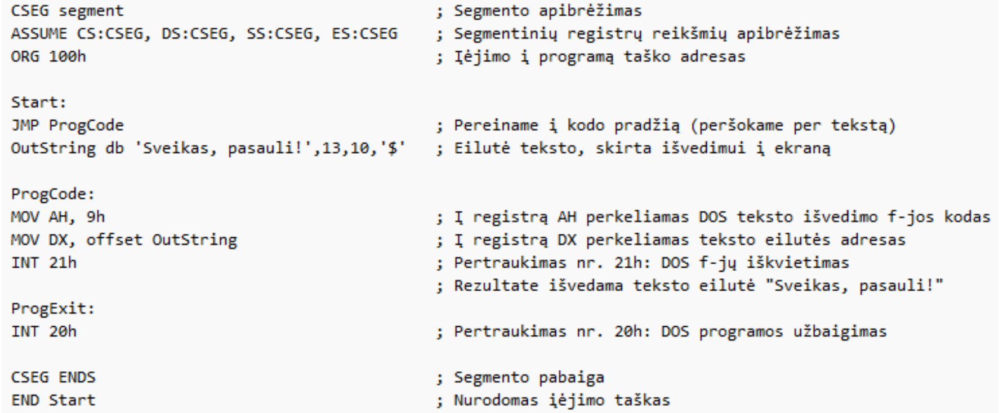 CSEG segment ; Segmento apibrėžimas
ASSUME CS:CSEG, DS:CSEG, SS:CSEG, ES:CSEG ; Segmentinių registrų reikšmių apibrėžimas
ORG 100h ; Įėjimo į programą taško adresas
Start:
JMP ProgCode ; Pereiname į kodo pradžią (peršokame per tekstą)
OutString db 'Sveikas, pasauli!',13,10,'$' ; Eilutė teksto, skirta išvedimui į ekraną
ProgCode:
MOV AH, 9h ; Į registrą AH perkeliamas DOS teksto išvedimo f-jos kodas
MOV DX, offset OutString ; Į registrą DX perkeliamas teksto eilutės adresas
INT 21h ; Pertraukimas nr. 21h: DOS f-jų iškvietimas
; Rezultate išvedama teksto eilutė "Sveikas, pasauli!"
ProgExit:
INT 20h ; Pertraukimas nr. 20h: DOS programos užbaigimas
CSEG ENDS ; Segmento pabaiga
END Start ; Nurodomas įėjimo taškas